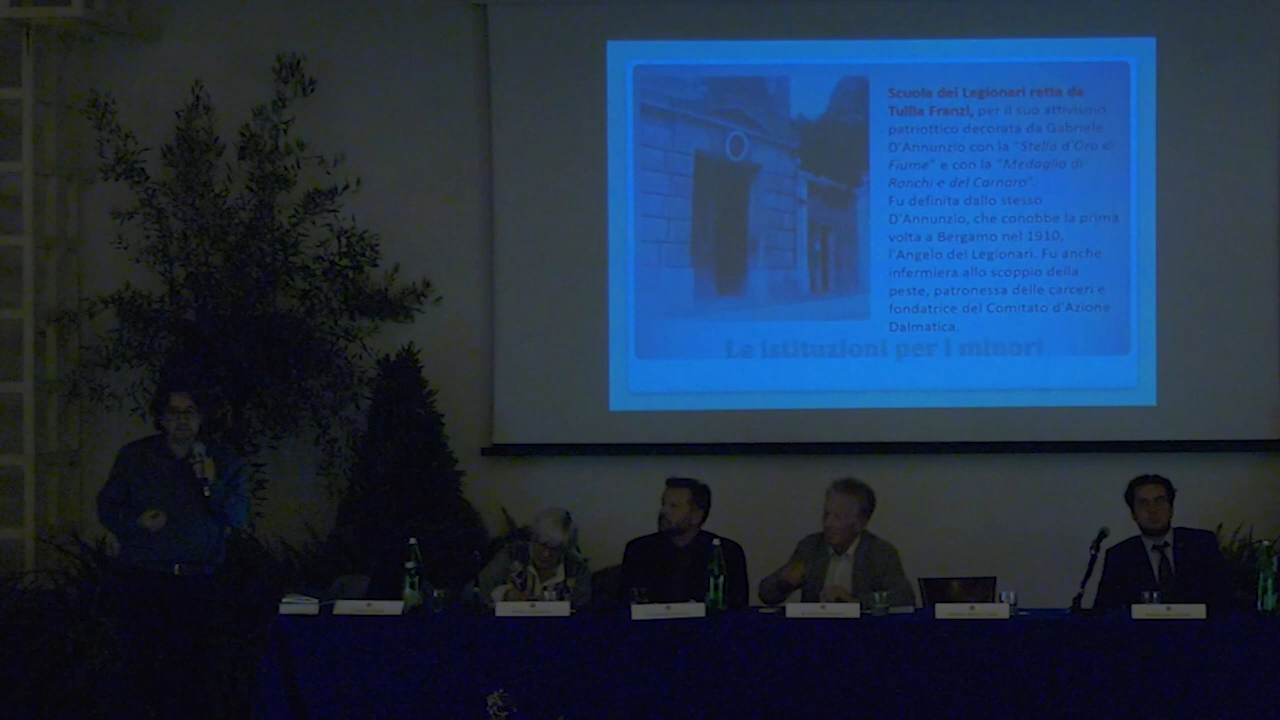 Scuola dei Legionari retta da
Tullia Franzi, per il suo attivismo
patriottico decorata da Gabriele
D'Annunzio con la "Stella d'Oro di
Fiume" e con la "Medaglia di
Ronchi e del Carnaro".
Fu definita dallo stesso
D'Annunzio, che conobbe la prima
volta a Bergamo nel 1910,
l'Angelo dei Legionari. Fu anche
infermiera allo scoppio della
peste, patronessa delle carceri e
fondatrice del Comitato d'Azione
Dalmatica.
Le istituzioni per i minori